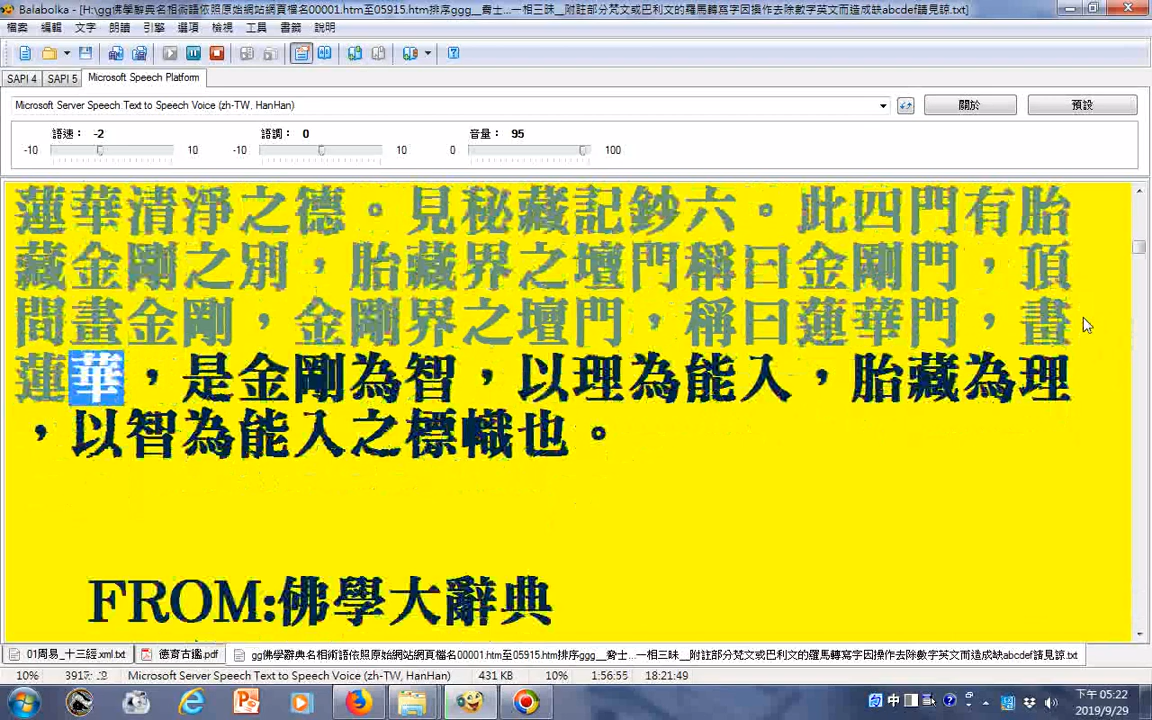 Balabolka - [H:\gg佛學辭典名相術語依照原始網站網頁檔名00001.htm至05915.htm排序ggg__爵士...一相三昧__附註部分梵文或巴利文的羅馬轉寫字因操作去除數字英文而造成缺abcdef請見諒.txt]
檔案 編輯 文字 朗讀 引擎 選項 檢視 工具 書籤 說明
SAPI 4 SAPI 5 Microsoft Speech Platform
Microsoft Server Speech Text to Speech Voice (zh-TW, HanHan) 關於 預設
語速： -2 語調： 0 音量： 95
-10 10 -10 10 0 100
蓮華清淨之德。見秘藏記鈔六。此四門有胎
藏金剛之別，胎藏界之壇門稱曰金剛門，頂
間畫金剛，金剛界之壇門，稱曰蓮華門，畫
蓮華，是金剛為智，以理為能入，胎藏為理
，以智為能入之標幟也。
FROM:佛學大辭典
01周易_十三經.xml.txt 德育古鑑.pdf gg佛學辭典名相術語依照原始網站網頁檔名00001.htm至05915.htm排序ggg__爵士...一相三昧__附註部分梵文或巴利文的羅馬轉寫字因操作去除數字英文而造成缺abcdef請見諒.txt
10% Microsoft Server Speech Text to Speech Voice (zh-TW, HanHan) 431 KB 10% 1:56:55 18:21:49
中 下午 05:22
2019/9/29